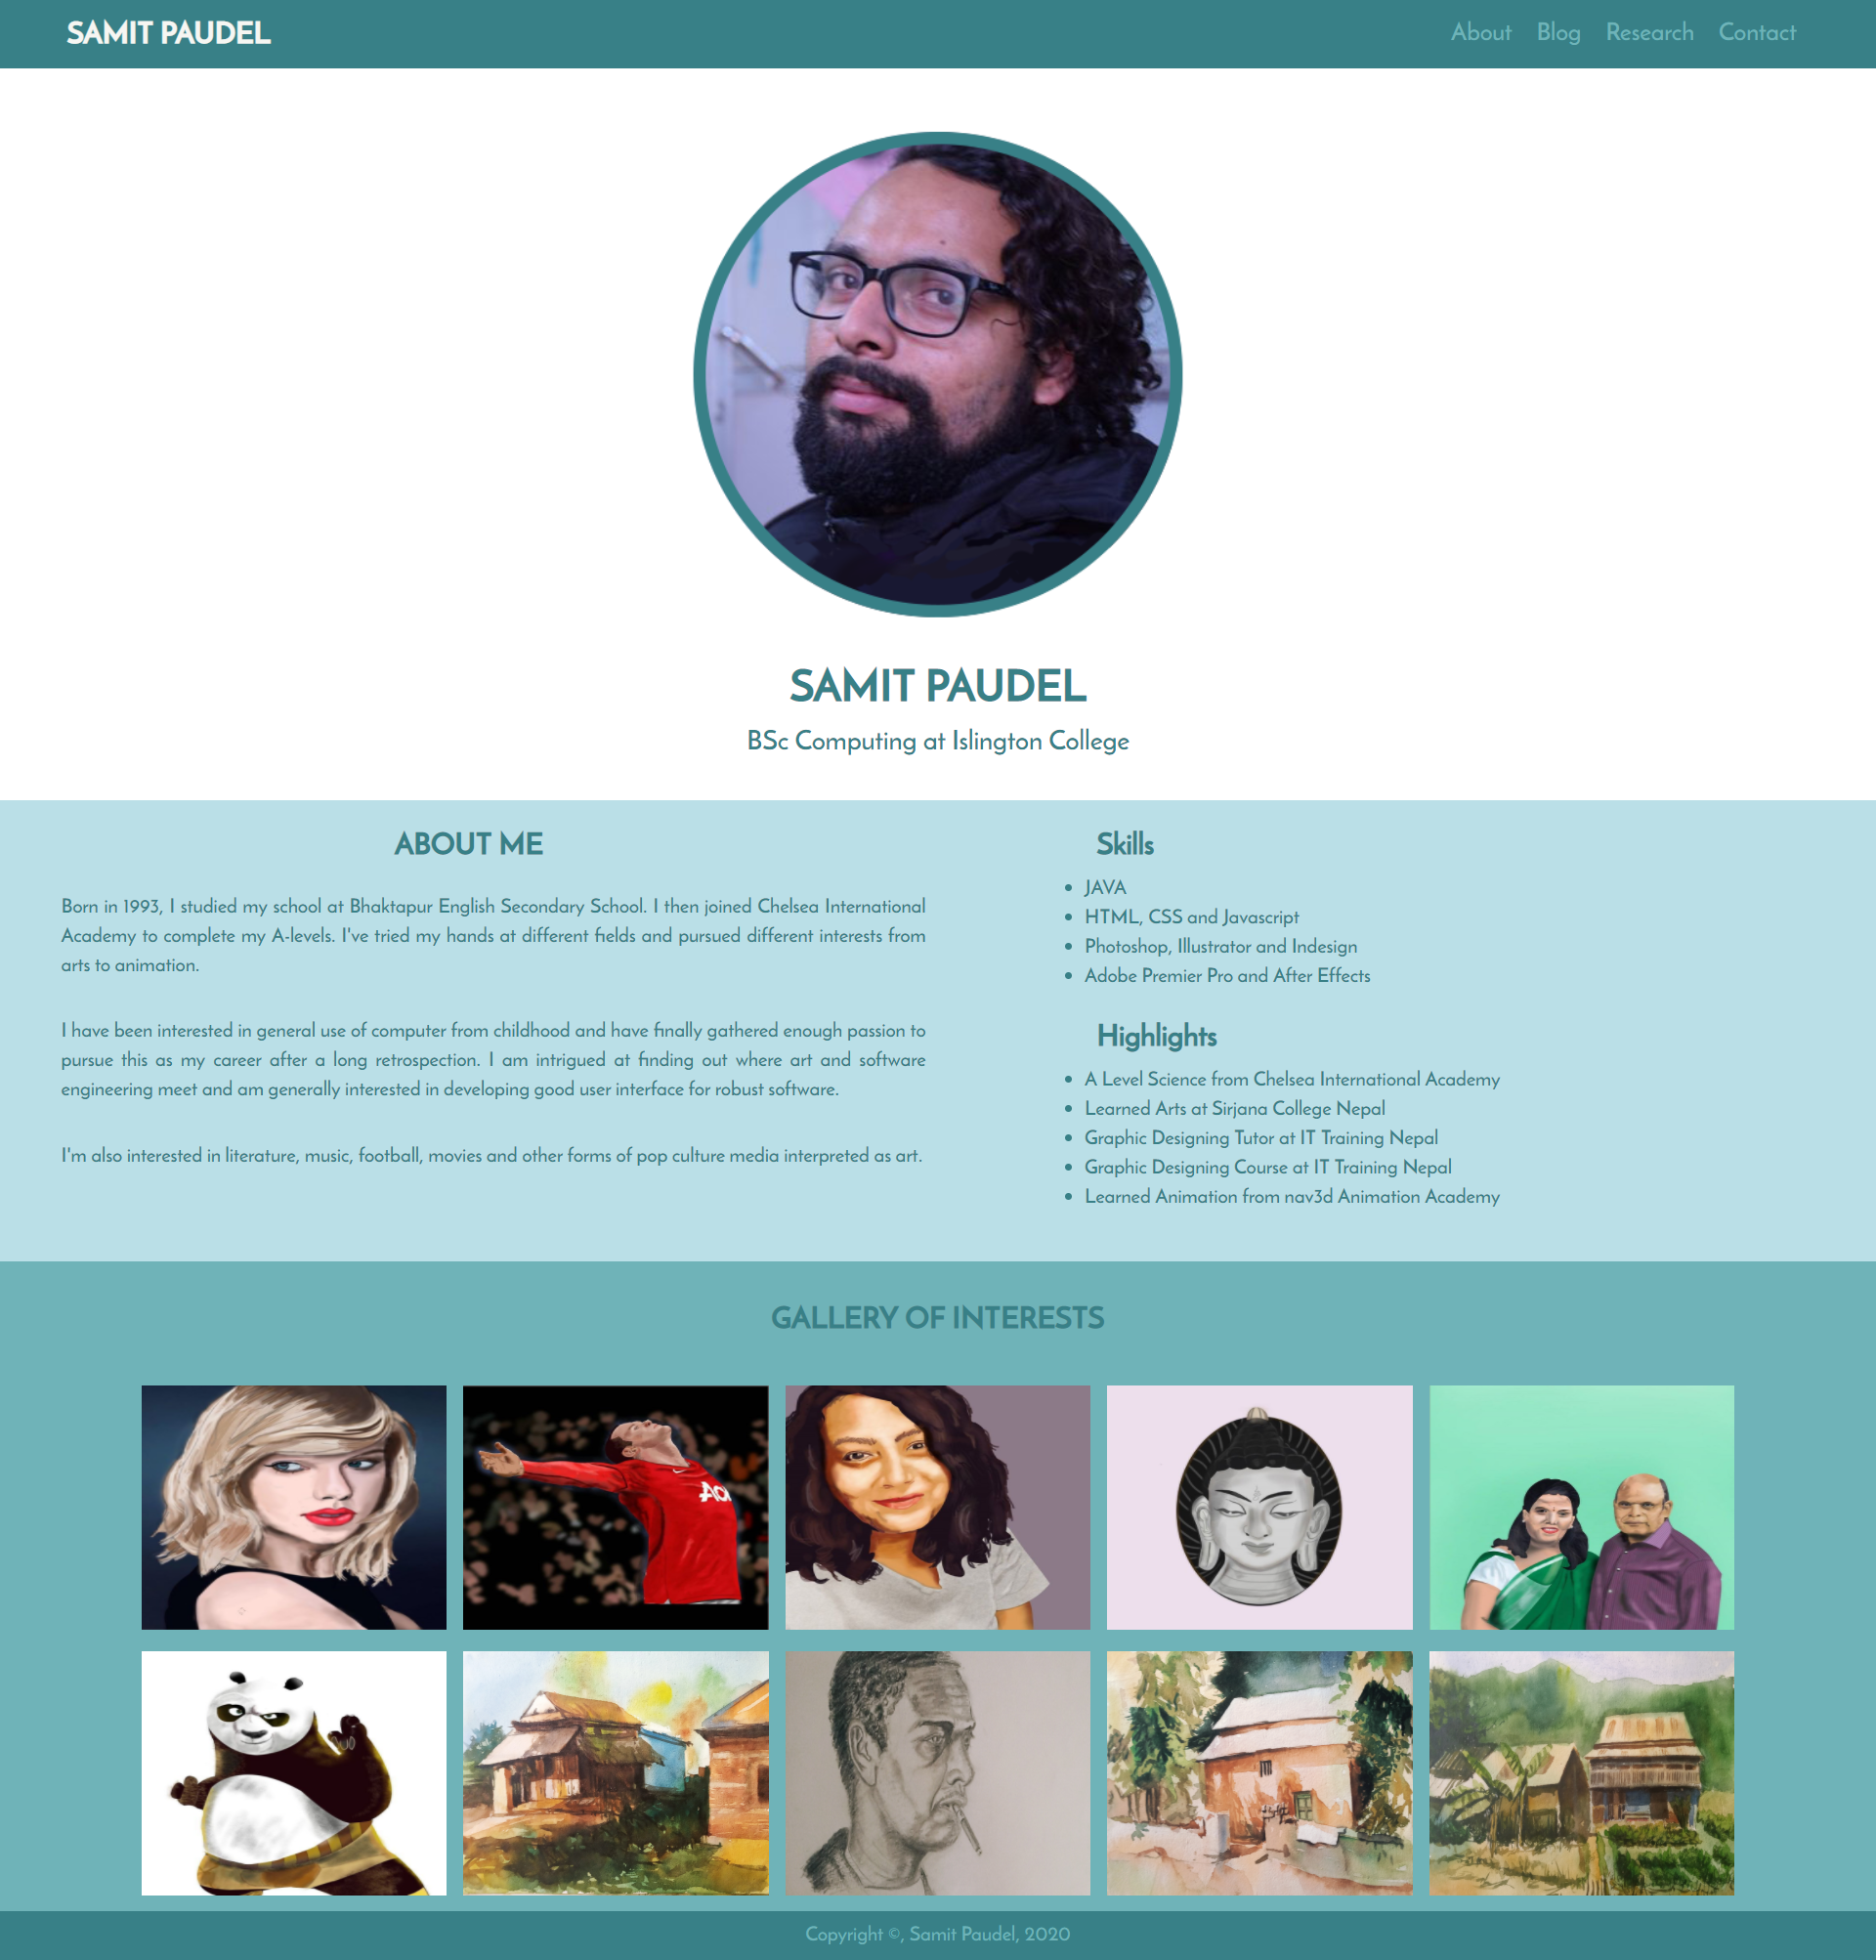 SAMIT PAUDEL
About Blog Research Contact
SAMIT PAUDEL
BSc Computing at Islington College
ABOUT ME
Born in 1993, I studied my school at Bhaktapur English Secondary School. I then joined Chelsea International
Academy to complete my A-levels. I've tried my hands at different fields and pursued different interests from
arts to animation.
I have been interested in general use of computer from childhood and have finally gathered enough passion to
pursue this as my career after a long retrospection. I am intrigued at finding out where art and software
engineering meet and am generally interested in developing good user interface for robust software.
I'm also interested in literature, music, football, movies and other forms of pop culture media interpreted as art.
Skills
JAVA
HTML, CSS and Javascript
Photoshop, Illustrator and Indesign
Adobe Premier Pro and After Effects
Highlights
A Level Science from Chelsea International Academy
Learned Arts at Sirjana College Nepal
Graphic Designing Tutor at IT Training Nepal
Graphic Designing Course at IT Training Nepal
Learned Animation from nav3d Animation Academy
GALLERY OF INTERESTS
Copyright ©, Samit Paudel, 2020